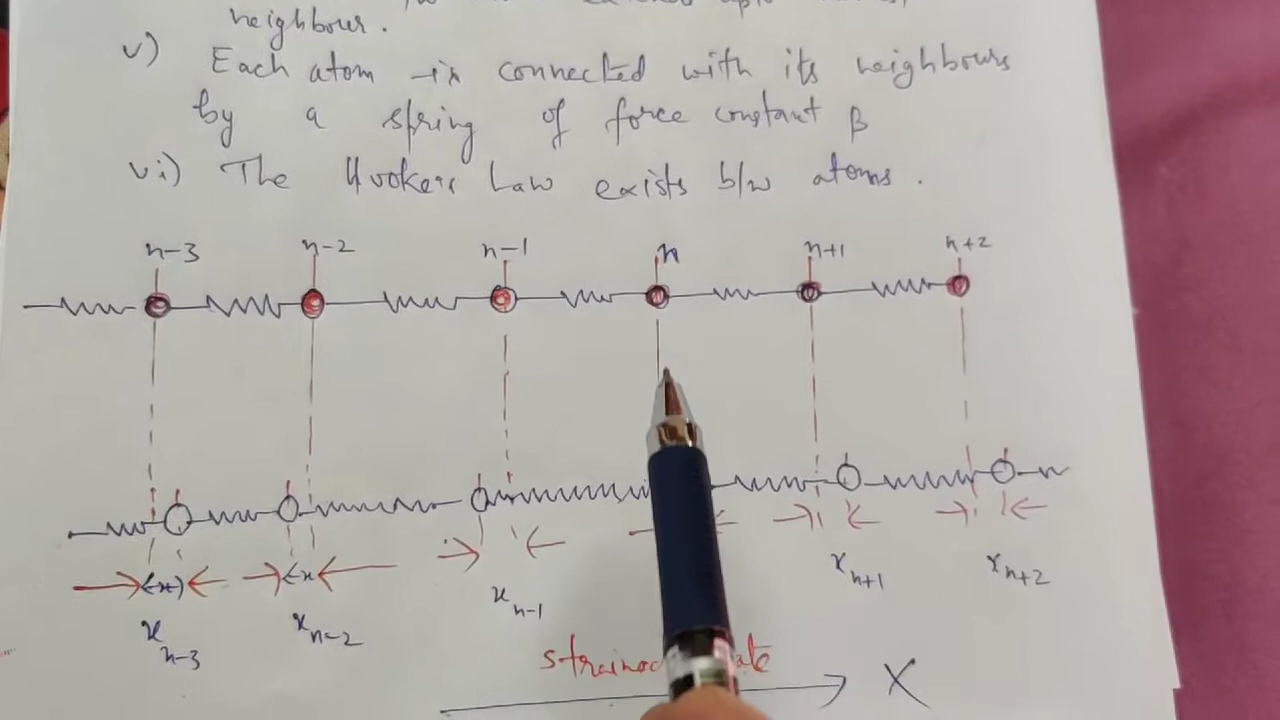 neighbour.
v) Each atom is connected with its neighbours
by a spring of force constant β
vi) The Hookes Law exists b/w atoms.
n-3 n-2 n-1 n n+1 n+2
x x
x n+1 x n+2
x n-3 x n-2 x n-1
X